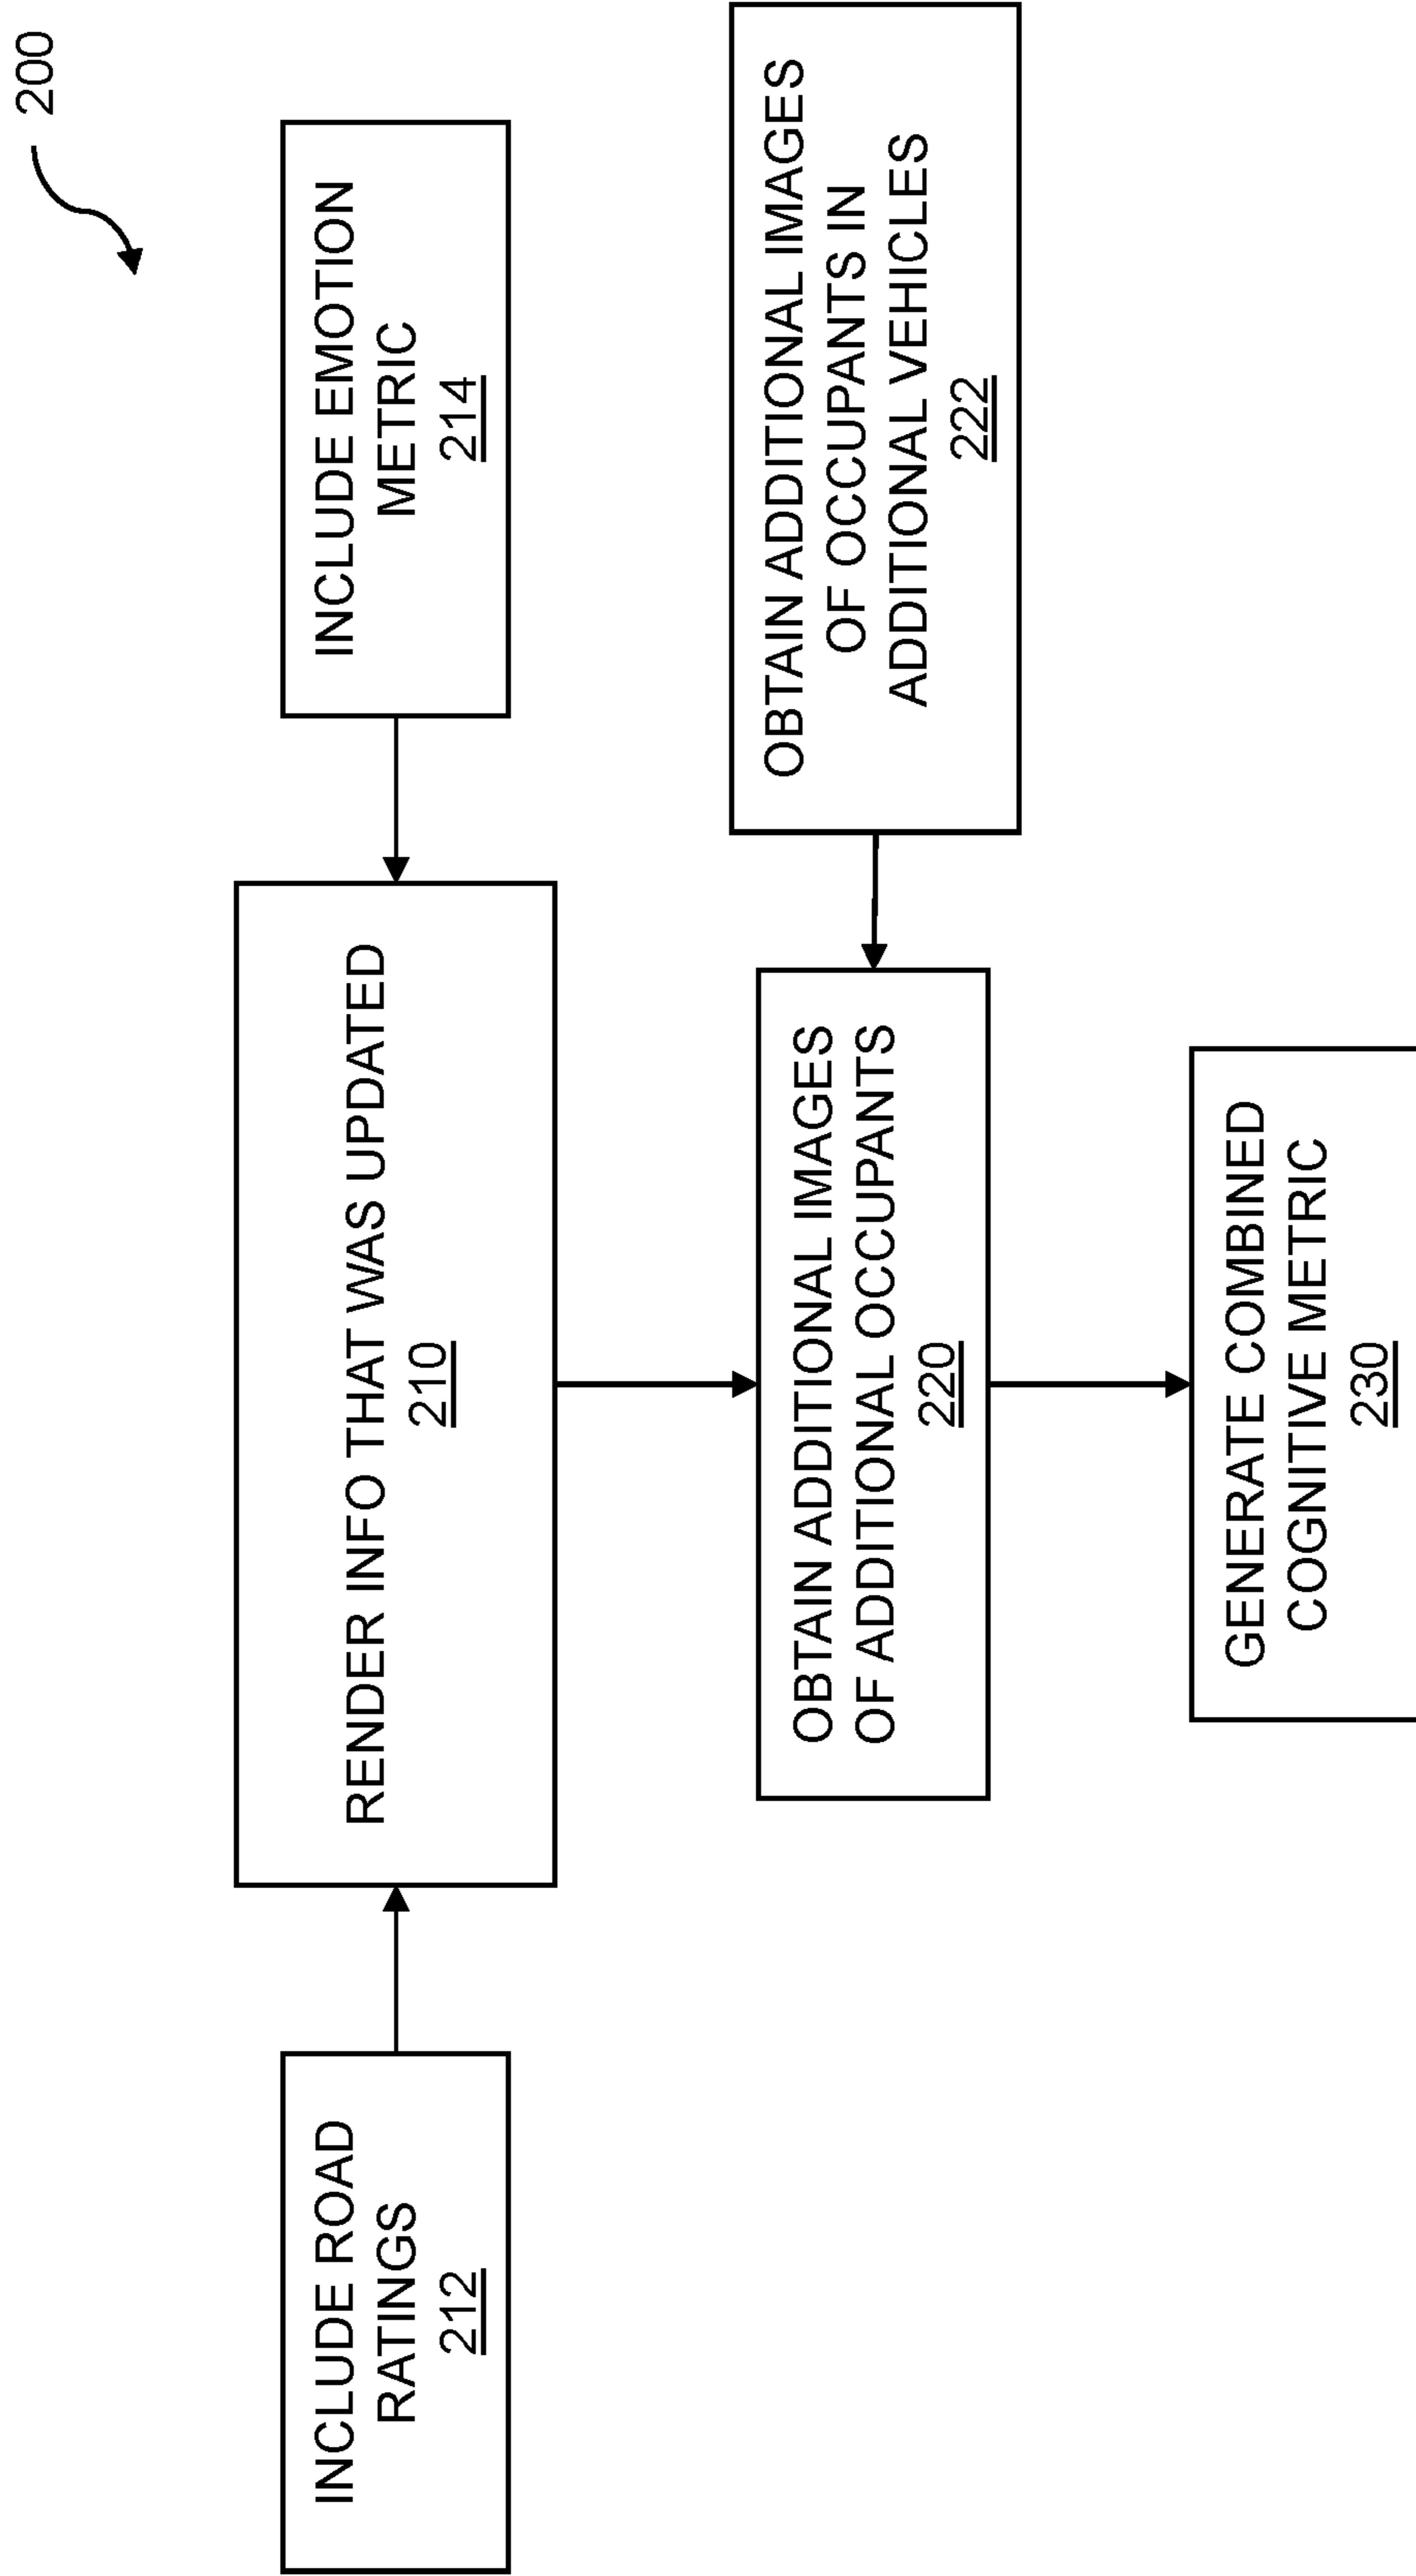 200
INCLUDE ROAD
RATINGS
212
RENDER INFO THAT WAS UPDATED
210
INCLUDE EMOTION
METRIC
214
OBTAIN ADDITIONAL IMAGES
OF ADDITIONAL OCCUPANTS
220
OBTAIN ADDITIONAL IMAGES
OF OCCUPANTS IN
ADDITIONAL VEHICLES
222
GENERATE COMBINED
COGNITIVE METRIC
230